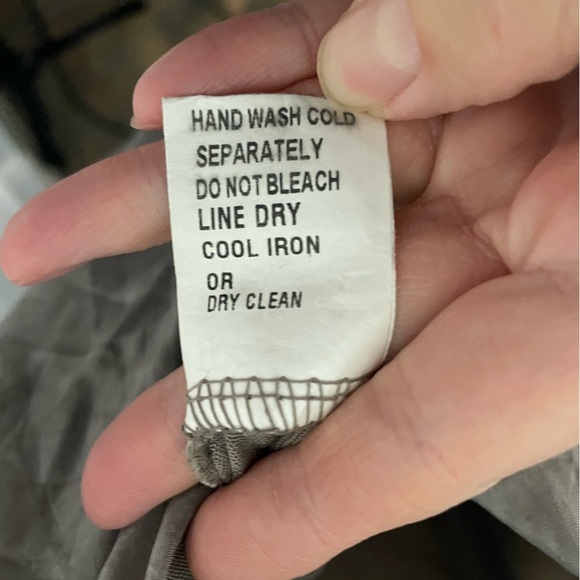 HAND WASH COLD
SEPARATELY
DO NOT BLEACH
LINE DRY
COOL IRON
OR
DRY CLEAN